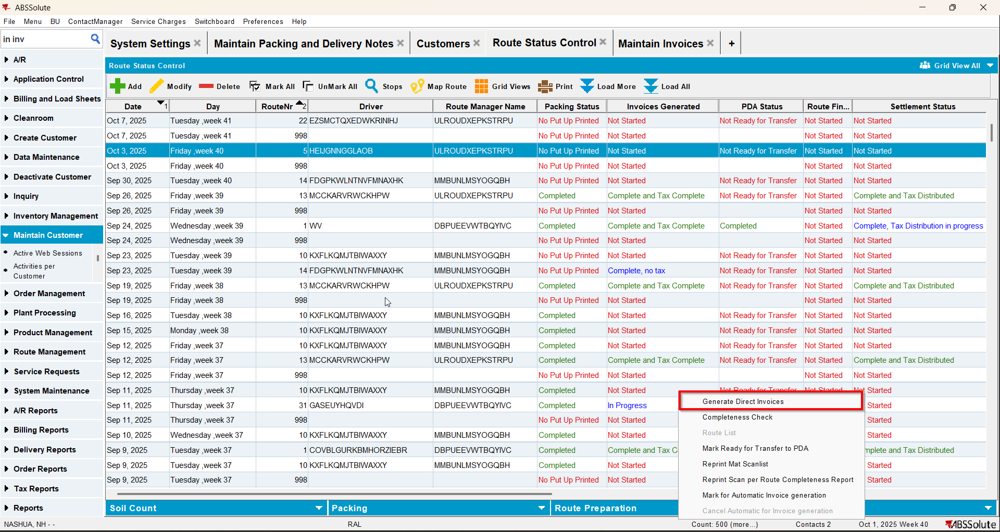 ABSSolute
File Menu BU ContactManager Service Charges Switchboard Preferences Help
in inv
System Settings Maintain Packing and Delivery Notes Customers Route Status Control Maintain Invoices +
A/R
Application Control
Billing and Load Sheets
Cleanroom
Create Customer
Data Maintenance
Deactivate Customer
Inquiry
Inventory Management
Maintain Customer
Active Web Sessions
Activities per
Customer
Order Management
Plant Processing
Product Management
Route Management
Service Requests
System Maintenance
A/R Reports
Billing Reports
Delivery Reports
Order Reports
Tax Reports
Reports
Route Status Control Grid View All
Add Modify Delete Mark All UnMark All Stops Map Route Grid Views Print Load More Load All
Date 1 Day RouteNr 2 Driver Route Manager Name Packing Status Invoices Generated PDA Status Route Fin... Settlement Status
Oct 7, 2025 Tuesday ,week 41 22 EZSMCTQXEDWKRINIHJ ULROUDXEPKSTRPU No Put Up Printed Not Started Not Ready for Transfer Not Started Not Started
Oct 7, 2025 Tuesday ,week 41 998 No Put Up Printed Not Started Not Started Not Started
Oct 3, 2025 Friday ,week 40 5 HEIJGNNGGLAOB ULROUDXEPKSTRPU No Put Up Printed Not Started Not Ready for Transfer Not Started Not Started
Oct 3, 2025 Friday ,week 40 998 No Put Up Printed Not Started Not Started Not Started
Sep 30, 2025 Tuesday ,week 40 14 FDGPKWLNTNVFMNAXHK MMBUNLMSYOGQBH No Put Up Printed Not Started Not Ready for Transfer Not Started Not Started
Sep 26, 2025 Friday ,week 39 13 MCCKARVRWCKHPW ULROUDXEPKSTRPU Completed Complete and Tax Complete Not Ready for Transfer Not Started Complete and Tax Distributed
Sep 26, 2025 Friday ,week 39 998 No Put Up Printed Not Started Not Started Not Started
Sep 24, 2025 Wednesday ,week 39 1 WV DBPUEEVWTBQYIVC Completed Complete and Tax Complete Completed Not Started Complete, Tax Distribution in progress
Sep 24, 2025 Wednesday ,week 39 998 No Put Up Printed Not Started Not Started Not Started
Sep 23, 2025 Tuesday ,week 39 10 KXFLKQMJTBIWAXXY MMBUNLMSYOGQBH No Put Up Printed Not Started Not Ready for Transfer Not Started Not Started
Sep 23, 2025 Tuesday ,week 39 14 FDGPKWLNTNVFMNAXHK MMBUNLMSYOGQBH No Put Up Printed Complete, no tax Not Ready for Transfer Not Started Not Started
Sep 19, 2025 Friday ,week 38 13 MCCKARVRWCKHPW ULROUDXEPKSTRPU Completed Complete and Tax Complete Not Ready for Transfer Not Started Complete and Tax Distributed
Sep 19, 2025 Friday ,week 38 998 No Put Up Printed Not Started Not Started Not Started
Sep 16, 2025 Tuesday ,week 38 10 KXFLKQMJTBIWAXXY MMBUNLMSYOGQBH Completed Not Started Not Ready for Transfer Not Started Not Started
Sep 15, 2025 Monday ,week 38 10 KXFLKQMJTBIWAXXY MMBUNLMSYOGQBH Completed Not Started Not Ready for Transfer Not Started Not Started
Sep 12, 2025 Friday ,week 37 10 KXFLKQMJTBIWAXXY MMBUNLMSYOGQBH Completed Not Started Not Ready for Transfer Not Started Not Started
Sep 12, 2025 Friday ,week 37 13 MCCKARVRWCKHPW ULROUDXEPKSTRPU Completed Complete and Tax Complete Not Ready for Transfer Not Started Complete and Tax Distributed
Sep 12, 2025 Friday ,week 37 998 No Put Up Printed Not Started Not Started Not Started
Sep 11, 2025 Thursday ,week 37 10 KXFLKQMJTBIWAXXY MMBUNLMSYOGQBH Completed Not Started Not Ready for Transfer Not Started Not Started
Sep 11, 2025 Thursday ,week 37 31 GASEUYHQVDI DBPUEEVWTBQYIVC Completed In Progress Started
Sep 11, 2025 Thursday ,week 37 998 No Put Up Printed Not Started Started
Sep 10, 2025 Wednesday ,week 37 10 KXFLKQMJTBIWAXXY MMBUNLMSYOGQBH Completed Not Started Started
Sep 9, 2025 Tuesday ,week 37 1 COVBLGURKBMHORZIEBR DBPUEEVWTBQYIVC Completed Complete and Tax C mplete and Tax Distributed
Sep 9, 2025 Tuesday ,week 37 10 KXFLKQMJTBIWAXXY MMBUNLMSYOGQBH Completed Not Started Started
Sep 9, 2025 Tuesday ,week 37 998 No Put Up Printed Not Started Started
Generate Direct Invoices
Completeness Check
Route List
Mark Ready for Transfer to PDA
Reprint Mat Scanlist
Reprint Scan per Route Completeness Report
Mark for Automatic Invoice generation
Cancel Automatic for Invoice generation
Soil Count Packing Route Preparation
NASHUA, NH - - RAL Count: 500 (more...) Contacts 2 Oct 1, 2025 Week 40 ABSSolute